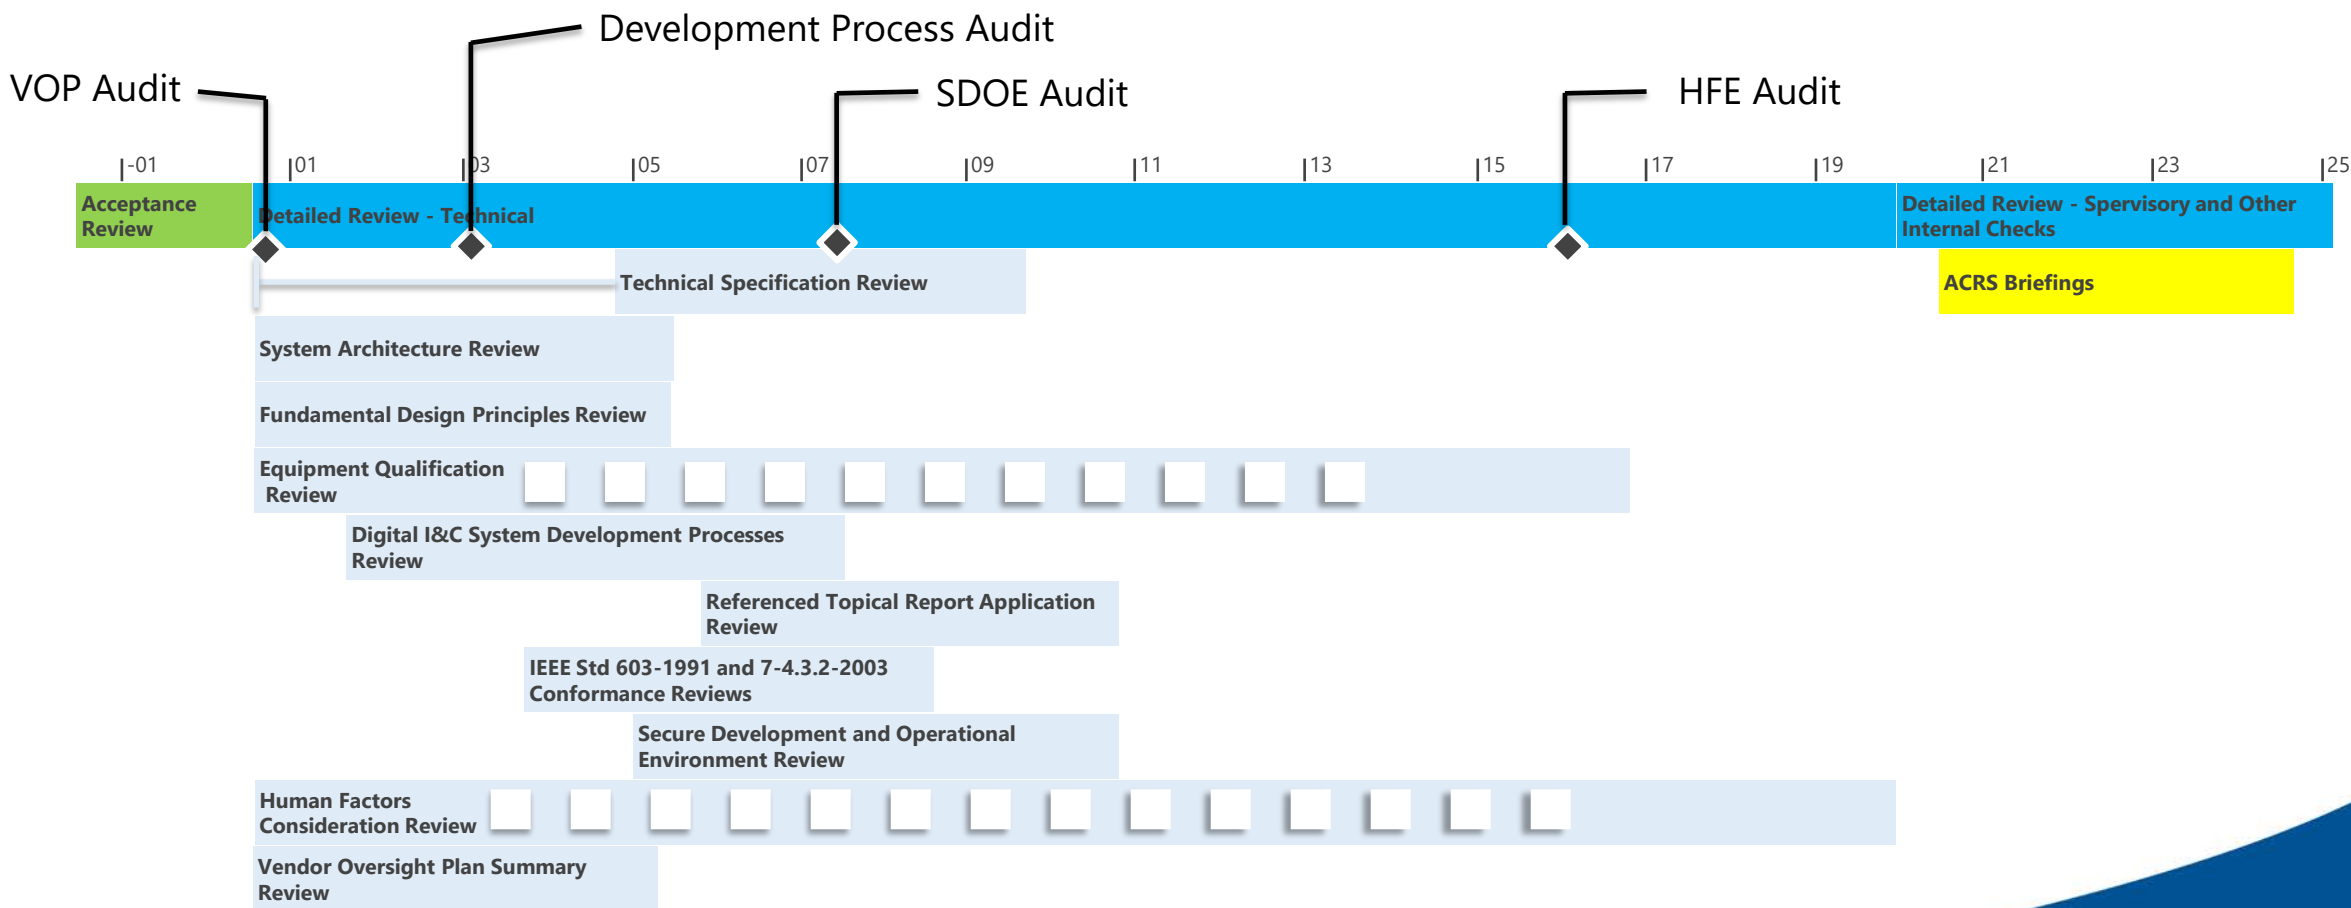 Development Process Audit
VOP Audit
SDOE Audit
HFE Audit
-01 01 03 05 07 09 11 13 15 17 19 21 23 25
Acceptance
Review
Detailed Review - Technical
Detailed Review - Spervisory and Other
Internal Checks
Technical Specification Review
ACRS Briefings
System Architecture Review
Fundamental Design Principles Review
Equipment Qualification
Review
Digital I&C System Development Processes
Review
Referenced Topical Report Application
Review
IEEE Std 603-1991 and 7-4.3.2-2003
Conformance Reviews
Secure Development and Operational
Environment Review
Human Factors
Consideration Review
Vendor Oversight Plan Summary
Review